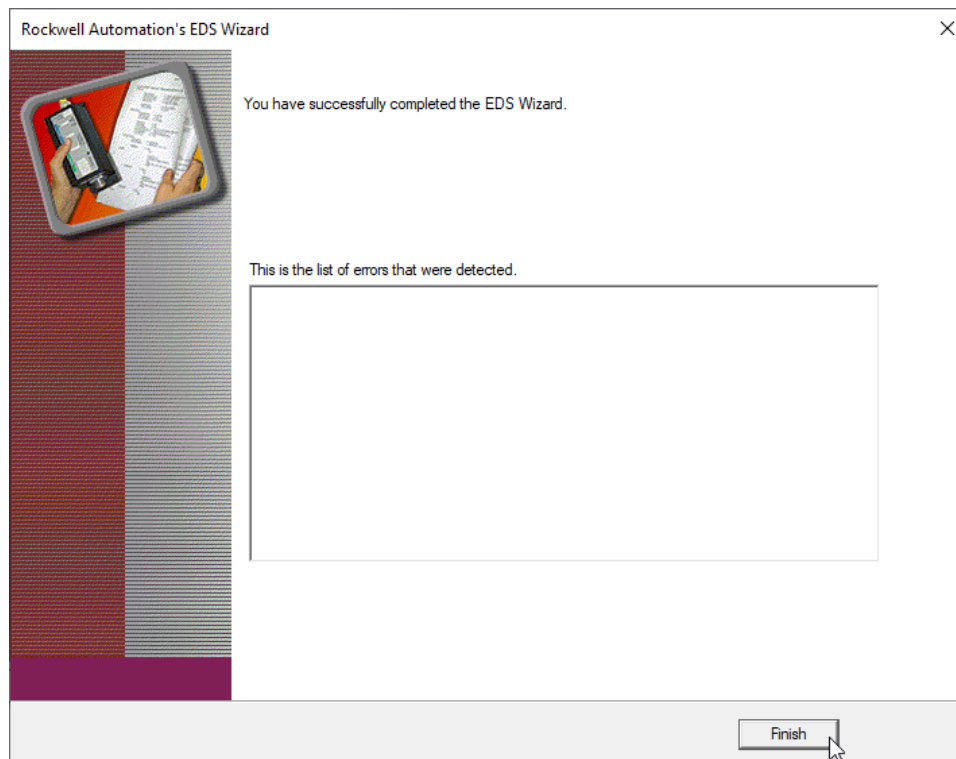 Rockwell Automation's EDS Wizard
You have successfully completed the EDS Wizard.
This is the list of errors that were detected.
Finish